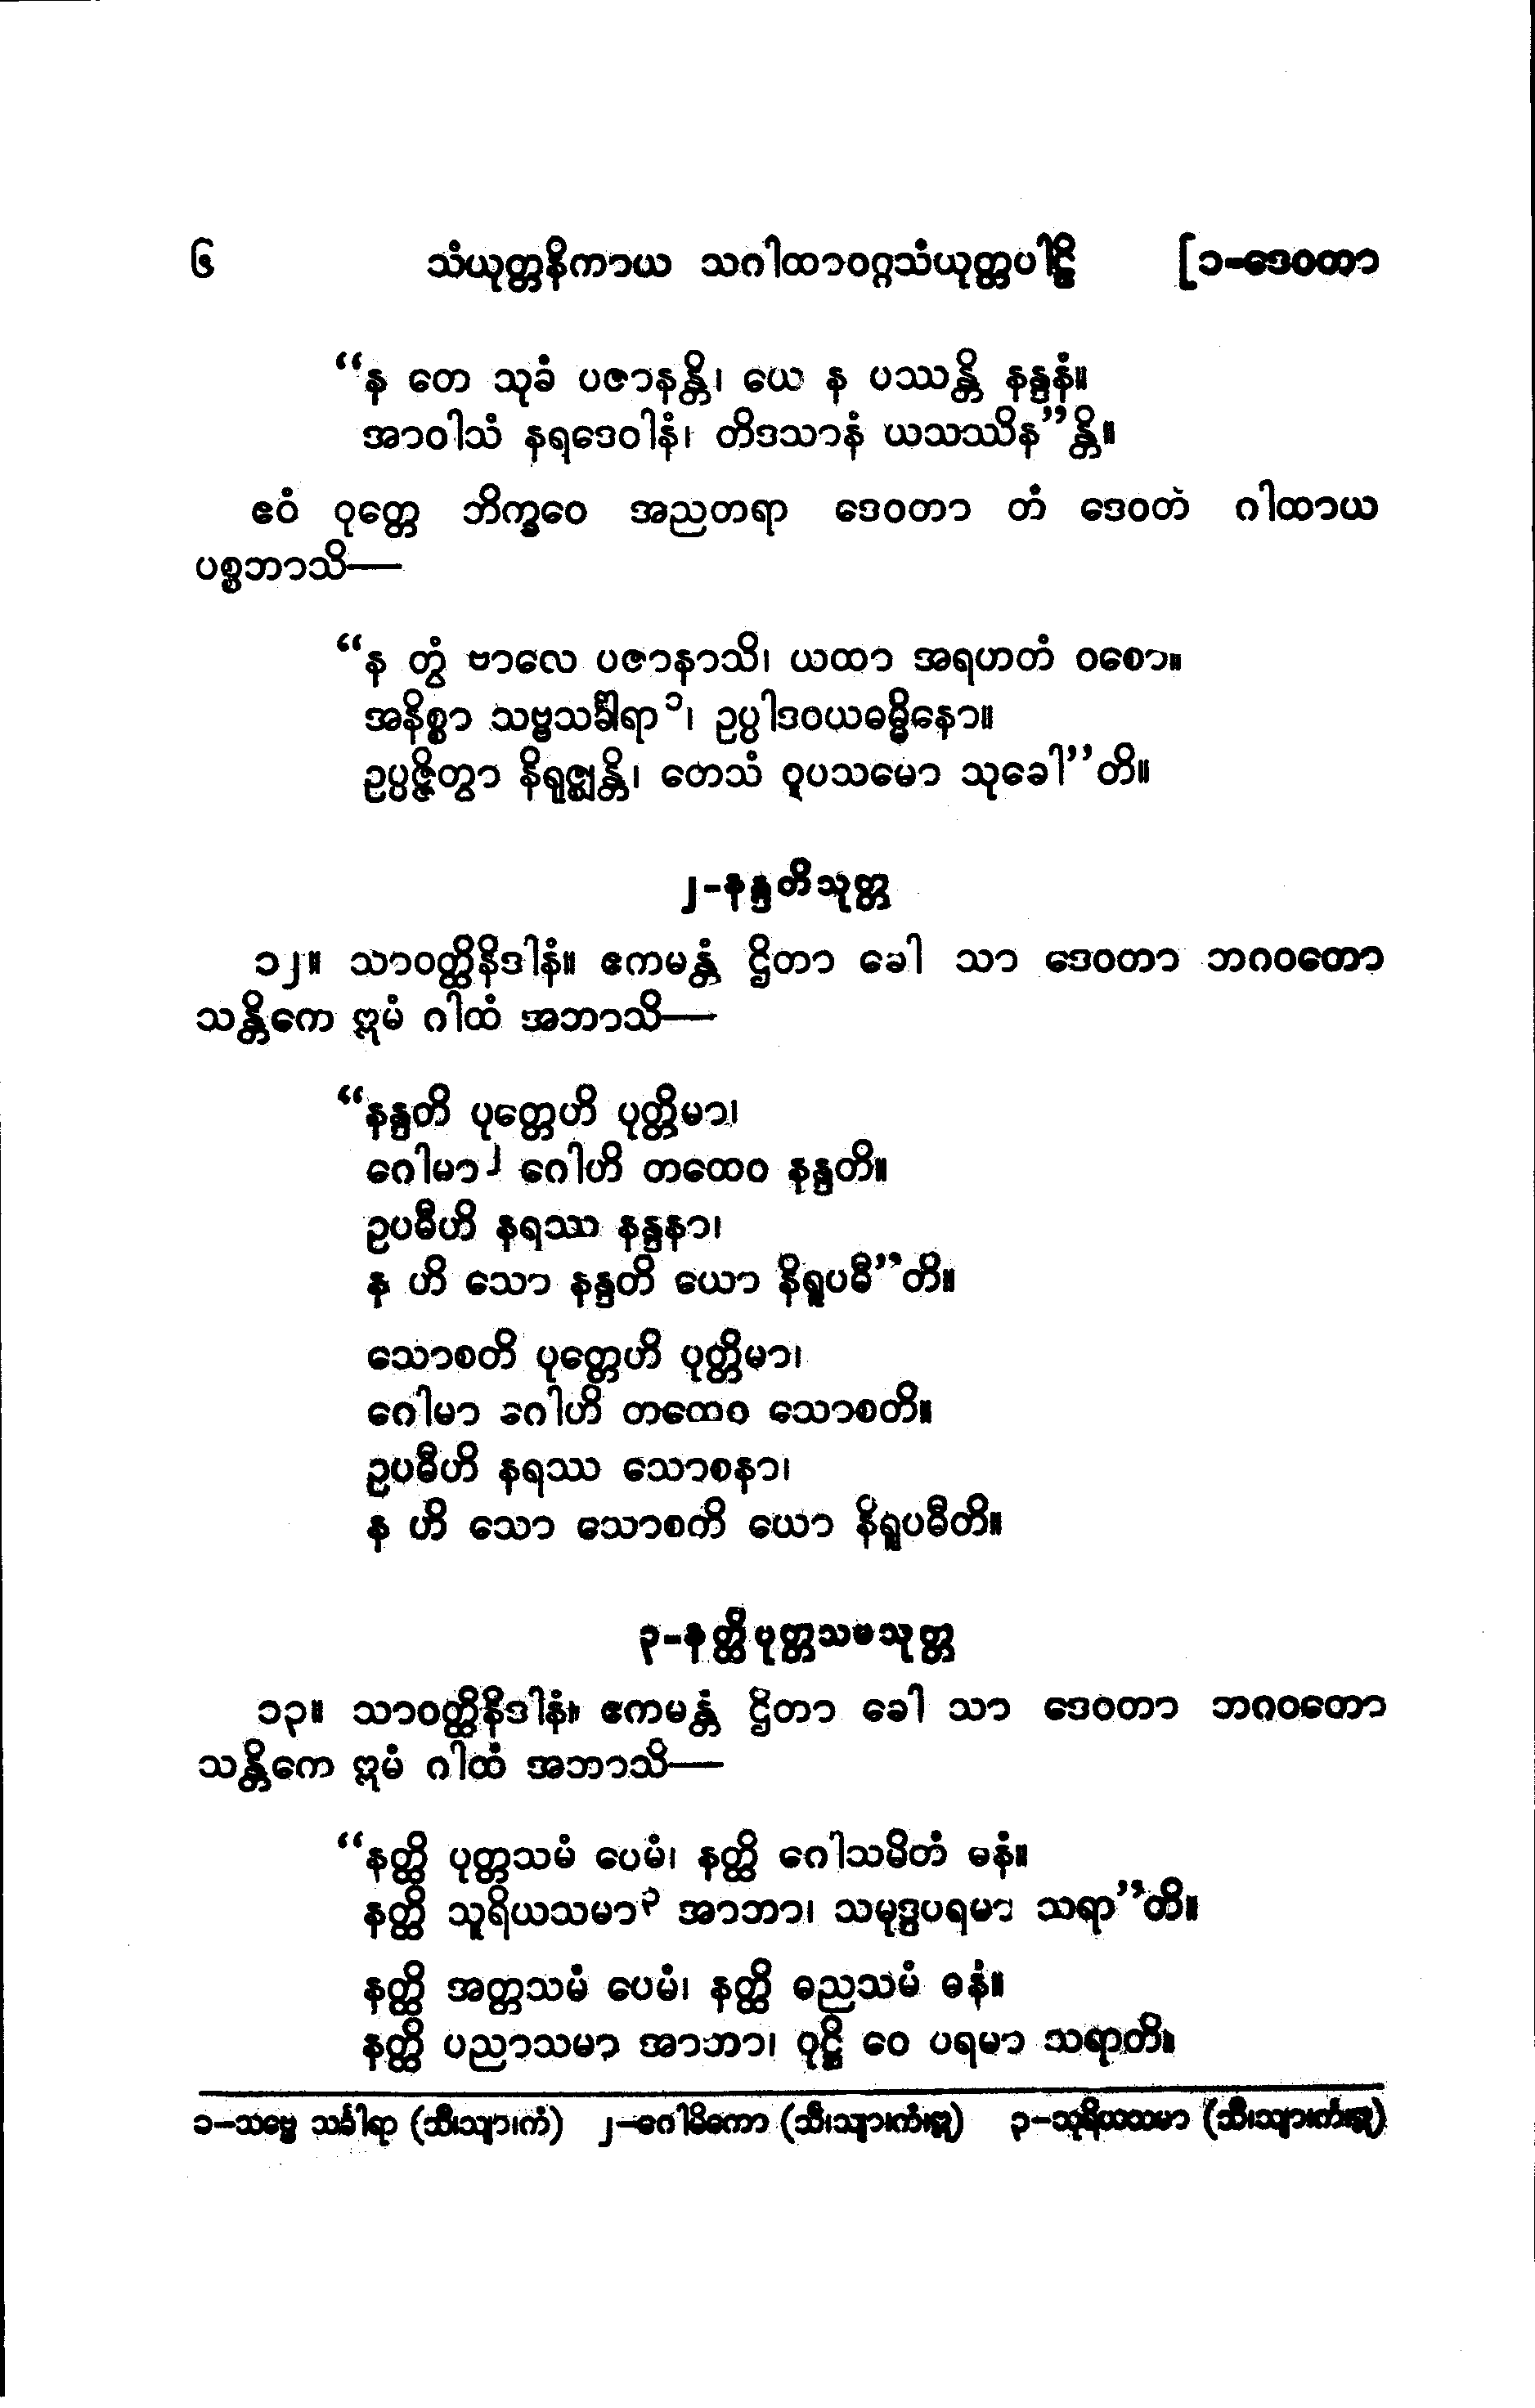 ၆ သံယုတ္တနိကာယ သဂါထာဝဂ္ဂသံယုတ္တပါဠိ [၁-ဒေဝတာ
“န တေ သုခံ ပဇာနန္တိ၊ ယေ န ပဿန္တိ နန္ဒနံ။
အာဝါသံ နရဒေဝါနံ၊ တိဒသာနံ ယသဿိန”န္တိ။
ဧဝံ ဝုတ္တေ ဘိက္ခဝေ အညတရာ ဒေဝတာ တံ ဒေဝတံ ဂါထာယ
ပစ္စဘာသိ—
“န တွံ ဗာလေ ပဇာနာသိ၊ ယထာ အရဟတံ ဝစော။
အနိစ္စာ သဗ္ဗသင်္ခါရာ၁၊ ဥပ္ပါဒဝယဓမ္မိနော။
ဥပ္ပဇ္ဇိတွာ နိရုဇ္ဈန္တိ၊ တေသံ ဝူပသမော သုခေါ”တိ။
၂-နန္ဒတိသုတ္တ
၁၂။ သာဝတ္ထိနိဒါနံ။ ဧကမန္တံ ဌိတာ ခေါ သာ ဒေဝတာ ဘဂဝတော
သန္တိကေ ဣမံ ဂါထံ အဘာသိ—
“နန္ဒတိ ပုတ္တေဟိ ပုတ္တိမာ၊
ဂေါမာ၂ ဂေါဟိ တထေဝ နန္ဒတိ။
ဥပဓီဟိ နရဿ နန္ဒနာ၊
န ဟိ သော နန္ဒတိ ယော နိရူပဓီ”တိ။
သောစတိ ပုတ္တေဟိ ပုတ္တိမာ၊
ဂေါမာ ဂေါဟိ တထေဝ သောစတိ။
ဥပဓီဟိ နရဿ သောစနာ၊
န ဟိ သော သောစတိ ယော နိရူပဓီတိ။
၃-နတ္ထိပုတ္တသမသုတ္တ
၁၃။ သာဝတ္ထိနိဒါနံ။ ဧကမန္တံ ဌိတာ ခေါ သာ ဒေဝတာ ဘဂဝတော
သန္တိကေ ဣမံ ဂါထံ အဘာသိ—
“နတ္ထိ ပုတ္တသမံ ပေမံ၊ နတ္ထိ ဂေါသမိတံ ဓနံ။
နတ္ထိ သူရိယသမာ၃ အာဘာ၊ သမုဒ္ဒပရမာ သရာ”တိ။
နတ္ထိ အတ္တသမံ ပေမံ၊ နတ္ထိ ဓညသမံ ဓနံ။
နတ္ထိ ပညာသမာ အာဘာ၊ ဝုဋ္ဌိ ဝေ ပရမာ သရာတိ။
၁-သဗ္ဗေ သင်္ခါရာ (သီ၊သျာ၊ကံ) ၂-ဂေါမိကော (သီ၊သျာ၊ကံ၊ဣ) ၃-သုရိယသမာ (သီ၊သျာ၊ကံ၊ဣ)